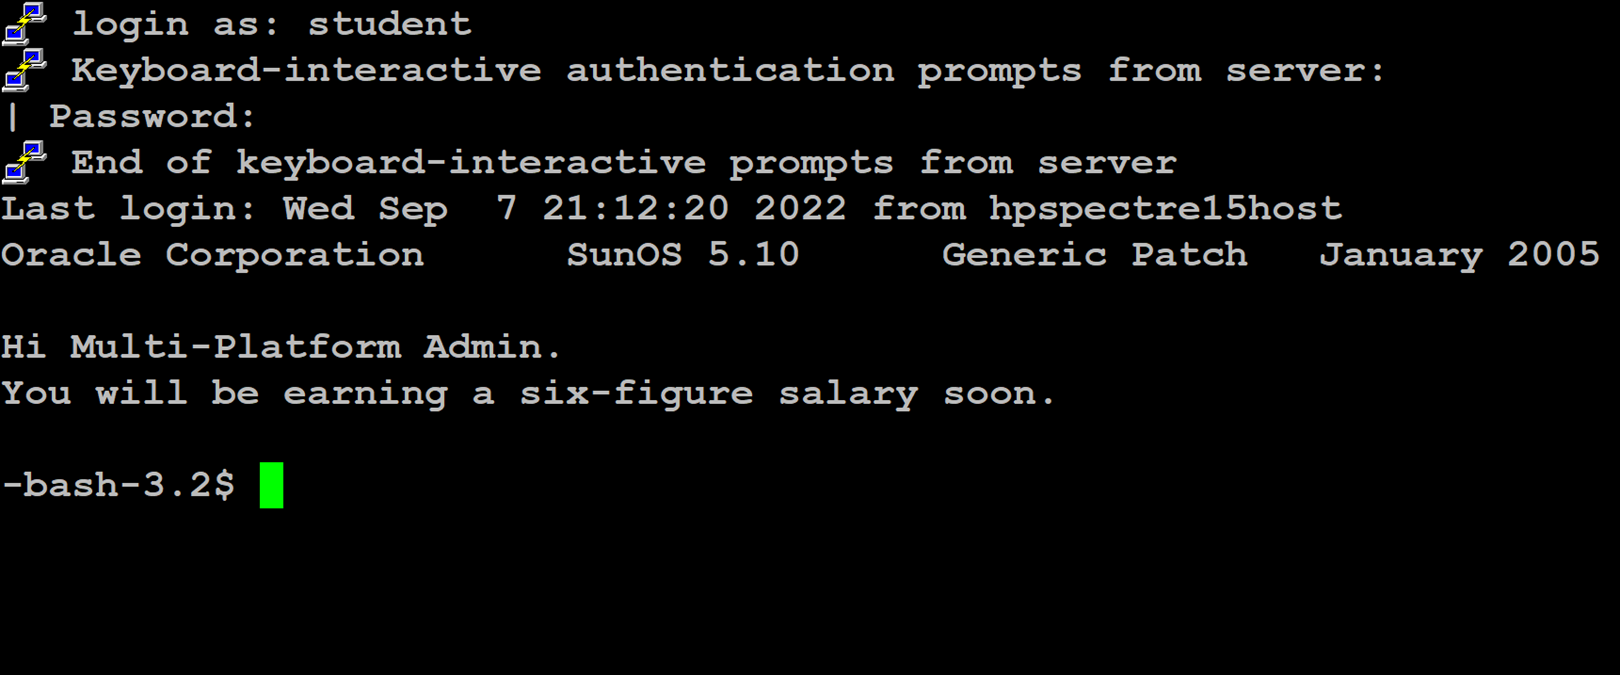 login as: student
Keyboard-interactive authentication prompts from server:
| Password:
End of keyboard-interactive prompts from server
Last login: Wed Sep  7 21:12:20 2022 from hpspectre15host
Oracle Corporation      SunOS 5.10      Generic Patch   January 2005
Hi Multi-Platform Admin.
You will be earning a six-figure salary soon.
-bash-3.2$